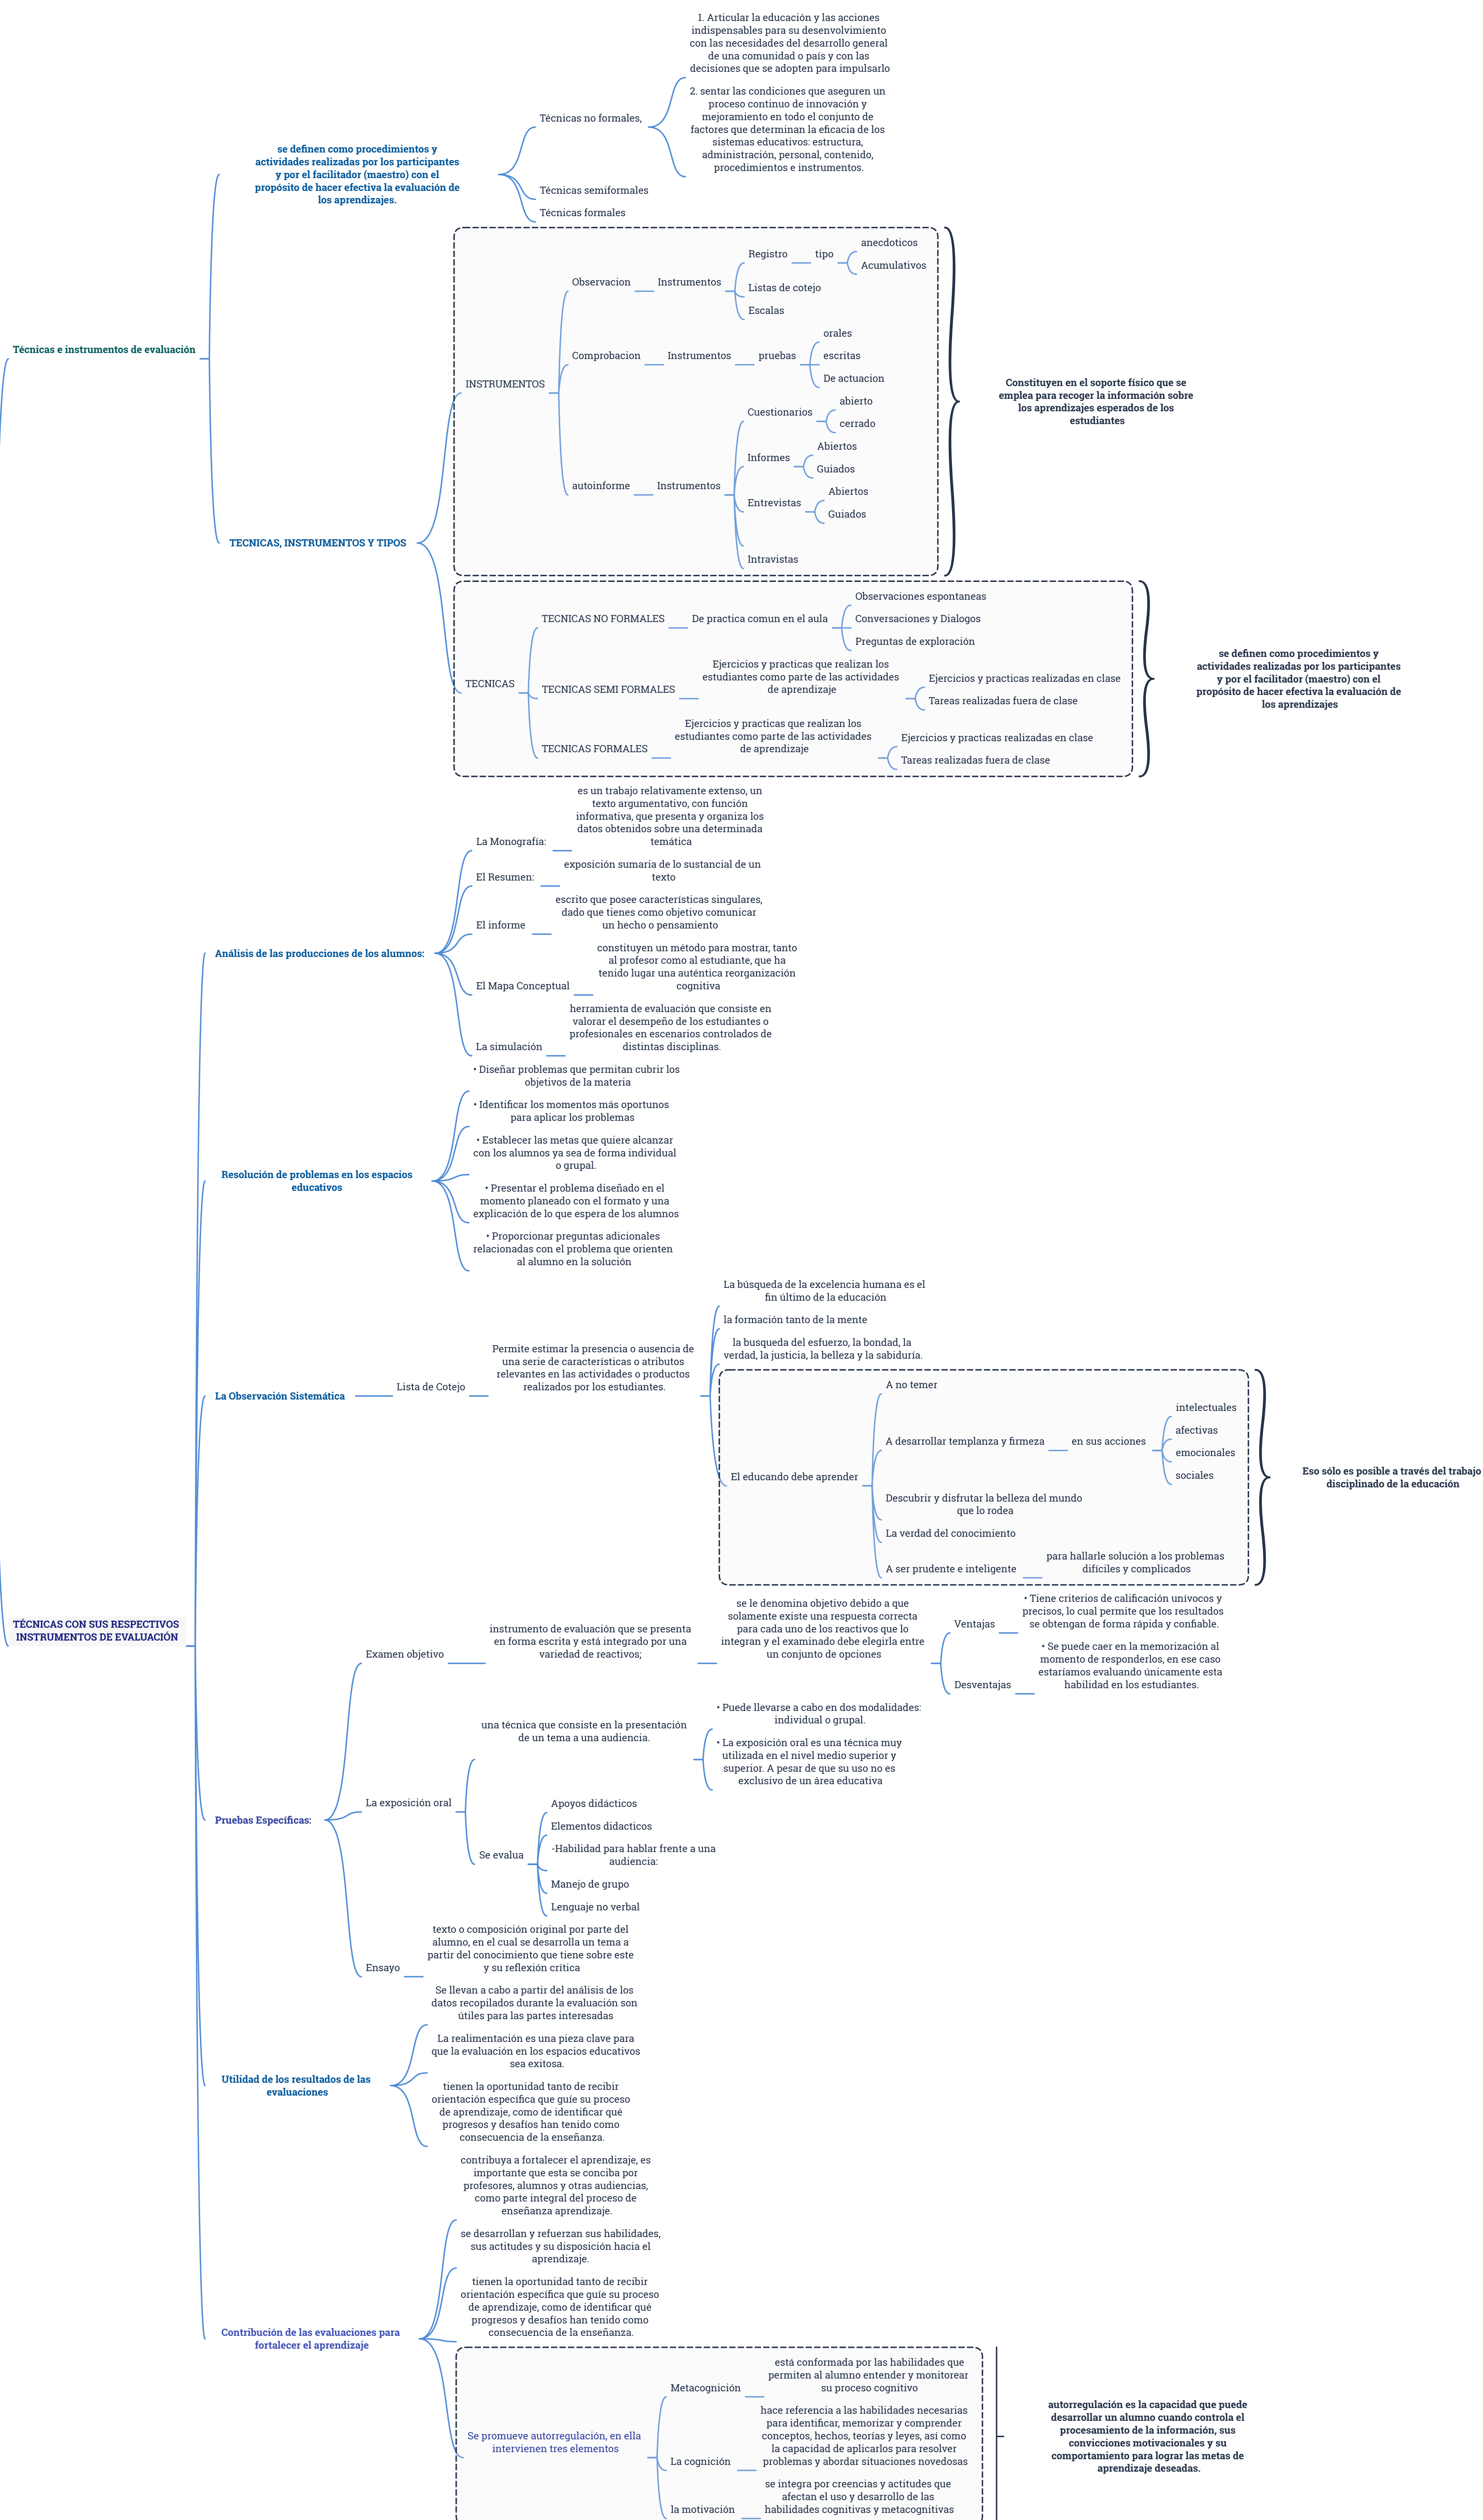 1. Articular la educación y las acciones
indispensables para su desenvolvimiento
con las necesidades del desarrollo general
de una comunidad o país y con las
decisiones que se adopten para impulsarlo
2. sentar las condiciones que aseguren un
proceso continuo de innovación y
mejoramiento en todo el conjunto de
factores que determinan la eficacia de los
sistemas educativos: estructura,
administración, personal, contenido,
procedimientos e instrumentos.
Técnicas no formales,
se definen como procedimientos y
actividades realizadas por los participantes
y por el facilitador (maestro) con el
propósito de hacer efectiva la evaluación de
los aprendizajes.
Técnicas semiformales
Técnicas formales
Técnicas e instrumentos de evaluación
TECNICAS, INSTRUMENTOS Y TIPOS
INSTRUMENTOS
Observacion
Instrumentos
Registro
tipo
anecdoticos
Acumulativos
Listas de cotejo
Escalas
Comprobacion
Instrumentos
pruebas
orales
escritas
De actuacion
autoinforme
Instrumentos
Cuestionarios
abierto
cerrado
Informes
Abiertos
Guiados
Entrevistas
Abiertos
Guiados
Intravistas
Constituyen en el soporte físico que se
emplea para recoger la información sobre
los aprendizajes esperados de los
estudiantes
TECNICAS
TECNICAS NO FORMALES
De practica comun en el aula
Observaciones espontaneas
Conversaciones y Dialogos
Preguntas de exploración
TECNICAS SEMI FORMALES
Ejercicios y practicas que realizan los
estudiantes como parte de las actividades
de aprendizaje
Ejercicios y practicas realizadas en clase
Tareas realizadas fuera de clase
TECNICAS FORMALES
Ejercicios y practicas que realizan los
estudiantes como parte de las actividades
de aprendizaje
Ejercicios y practicas realizadas en clase
Tareas realizadas fuera de clase
se definen como procedimientos y
actividades realizadas por los participantes
y por el facilitador (maestro) con el
propósito de hacer efectiva la evaluación de
los aprendizajes
TÉCNICAS CON SUS RESPECTIVOS
INSTRUMENTOS DE EVALUACIÓN
Análisis de las producciones de los alumnos:
La Monografía:
es un trabajo relativamente extenso, un
texto argumentativo, con función
informativa, que presenta y organiza los
datos obtenidos sobre una determinada
temática
El Resumen:
exposición sumaria de lo sustancial de un
texto
El informe
escrito que posee características singulares,
dado que tienes como objetivo comunicar
un hecho o pensamiento
El Mapa Conceptual
constituyen un método para mostrar, tanto
al profesor como al estudiante, que ha
tenido lugar una auténtica reorganización
cognitiva
La simulación
herramienta de evaluación que consiste en
valorar el desempeño de los estudiantes o
profesionales en escenarios controlados de
distintas disciplinas.
Resolución de problemas en los espacios
educativos
• Diseñar problemas que permitan cubrir los
objetivos de la materia
• Identificar los momentos más oportunos
para aplicar los problemas
• Establecer las metas que quiere alcanzar
con los alumnos ya sea de forma individual
o grupal.
• Presentar el problema diseñado en el
momento planeado con el formato y una
explicación de lo que espera de los alumnos
• Proporcionar preguntas adicionales
relacionadas con el problema que orienten
al alumno en la solución
La Observación Sistemática
Lista de Cotejo
Permite estimar la presencia o ausencia de
una serie de características o atributos
relevantes en las actividades o productos
realizados por los estudiantes.
La búsqueda de la excelencia humana es el
fin último de la educación
la formación tanto de la mente
la busqueda del esfuerzo, la bondad, la
verdad, la justicia, la belleza y la sabiduría.
El educando debe aprender
A no temer
A desarrollar templanza y firmeza
en sus acciones
intelectuales
afectivas
emocionales
sociales
Descubrir y disfrutar la belleza del mundo
que lo rodea
La verdad del conocimiento
A ser prudente e inteligente
para hallarle solución a los problemas
difíciles y complicados
Eso sólo es posible a través del trabajo
disciplinado de la educación
Pruebas Específicas:
Examen objetivo
instrumento de evaluación que se presenta
en forma escrita y está integrado por una
variedad de reactivos;
se le denomina objetivo debido a que
solamente existe una respuesta correcta
para cada uno de los reactivos que lo
integran y el examinado debe elegirla entre
un conjunto de opciones
Ventajas
• Tiene criterios de calificación unívocos y
precisos, lo cual permite que los resultados
se obtengan de forma rápida y confiable.
Desventajas
• Se puede caer en la memorización al
momento de responderlos, en ese caso
estaríamos evaluando únicamente esta
habilidad en los estudiantes.
La exposición oral
una técnica que consiste en la presentación
de un tema a una audiencia.
• Puede llevarse a cabo en dos modalidades:
individual o grupal.
• La exposición oral es una técnica muy
utilizada en el nivel medio superior y
superior. A pesar de que su uso no es
exclusivo de un área educativa
Se evalua
Apoyos didácticos
Elementos didacticos
-Habilidad para hablar frente a una
audiencia:
Manejo de grupo
Lenguaje no verbal
Ensayo
texto o composición original por parte del
alumno, en el cual se desarrolla un tema a
partir del conocimiento que tiene sobre este
y su reflexión crítica
Utilidad de los resultados de las
evaluaciones
Se llevan a cabo a partir del análisis de los
datos recopilados durante la evaluación son
útiles para las partes interesadas
La realimentación es una pieza clave para
que la evaluación en los espacios educativos
sea exitosa.
tienen la oportunidad tanto de recibir
orientación específica que guíe su proceso
de aprendizaje, como de identificar qué
progresos y desafíos han tenido como
consecuencia de la enseñanza.
Contribución de las evaluaciones para
fortalecer el aprendizaje
contribuya a fortalecer el aprendizaje, es
importante que esta se conciba por
profesores, alumnos y otras audiencias,
como parte integral del proceso de
enseñanza aprendizaje.
se desarrollan y refuerzan sus habilidades,
sus actitudes y su disposición hacia el
aprendizaje.
tienen la oportunidad tanto de recibir
orientación específica que guíe su proceso
de aprendizaje, como de identificar qué
progresos y desafíos han tenido como
consecuencia de la enseñanza.
Se promueve autorregulación, en ella
intervienen tres elementos
Metacognición
está conformada por las habilidades que
permiten al alumno entender y monitorear
su proceso cognitivo
La cognición
hace referencia a las habilidades necesarias
para identificar, memorizar y comprender
conceptos, hechos, teorías y leyes, así como
la capacidad de aplicarlos para resolver
problemas y abordar situaciones novedosas
la motivación
se integra por creencias y actitudes que
afectan el uso y desarrollo de las
habilidades cognitivas y metacognitivas
autorregulación es la capacidad que puede
desarrollar un alumno cuando controla el
procesamiento de la información, sus
convicciones motivacionales y su
comportamiento para lograr las metas de
aprendizaje deseadas.